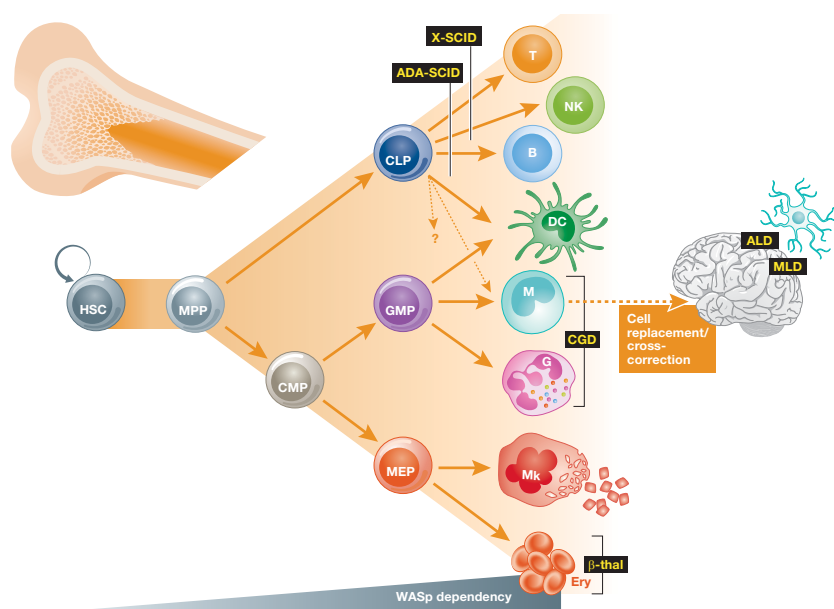 X-SCID
ADA-SCID
T
NK
B
CLP
DC
?
ALD
MLD
HSC
MPP
GMP
M
CGD
Cell
replacement/
cross-
correction
G
CMP
MEP
Mk
β-thal
Ery
WASp dependency